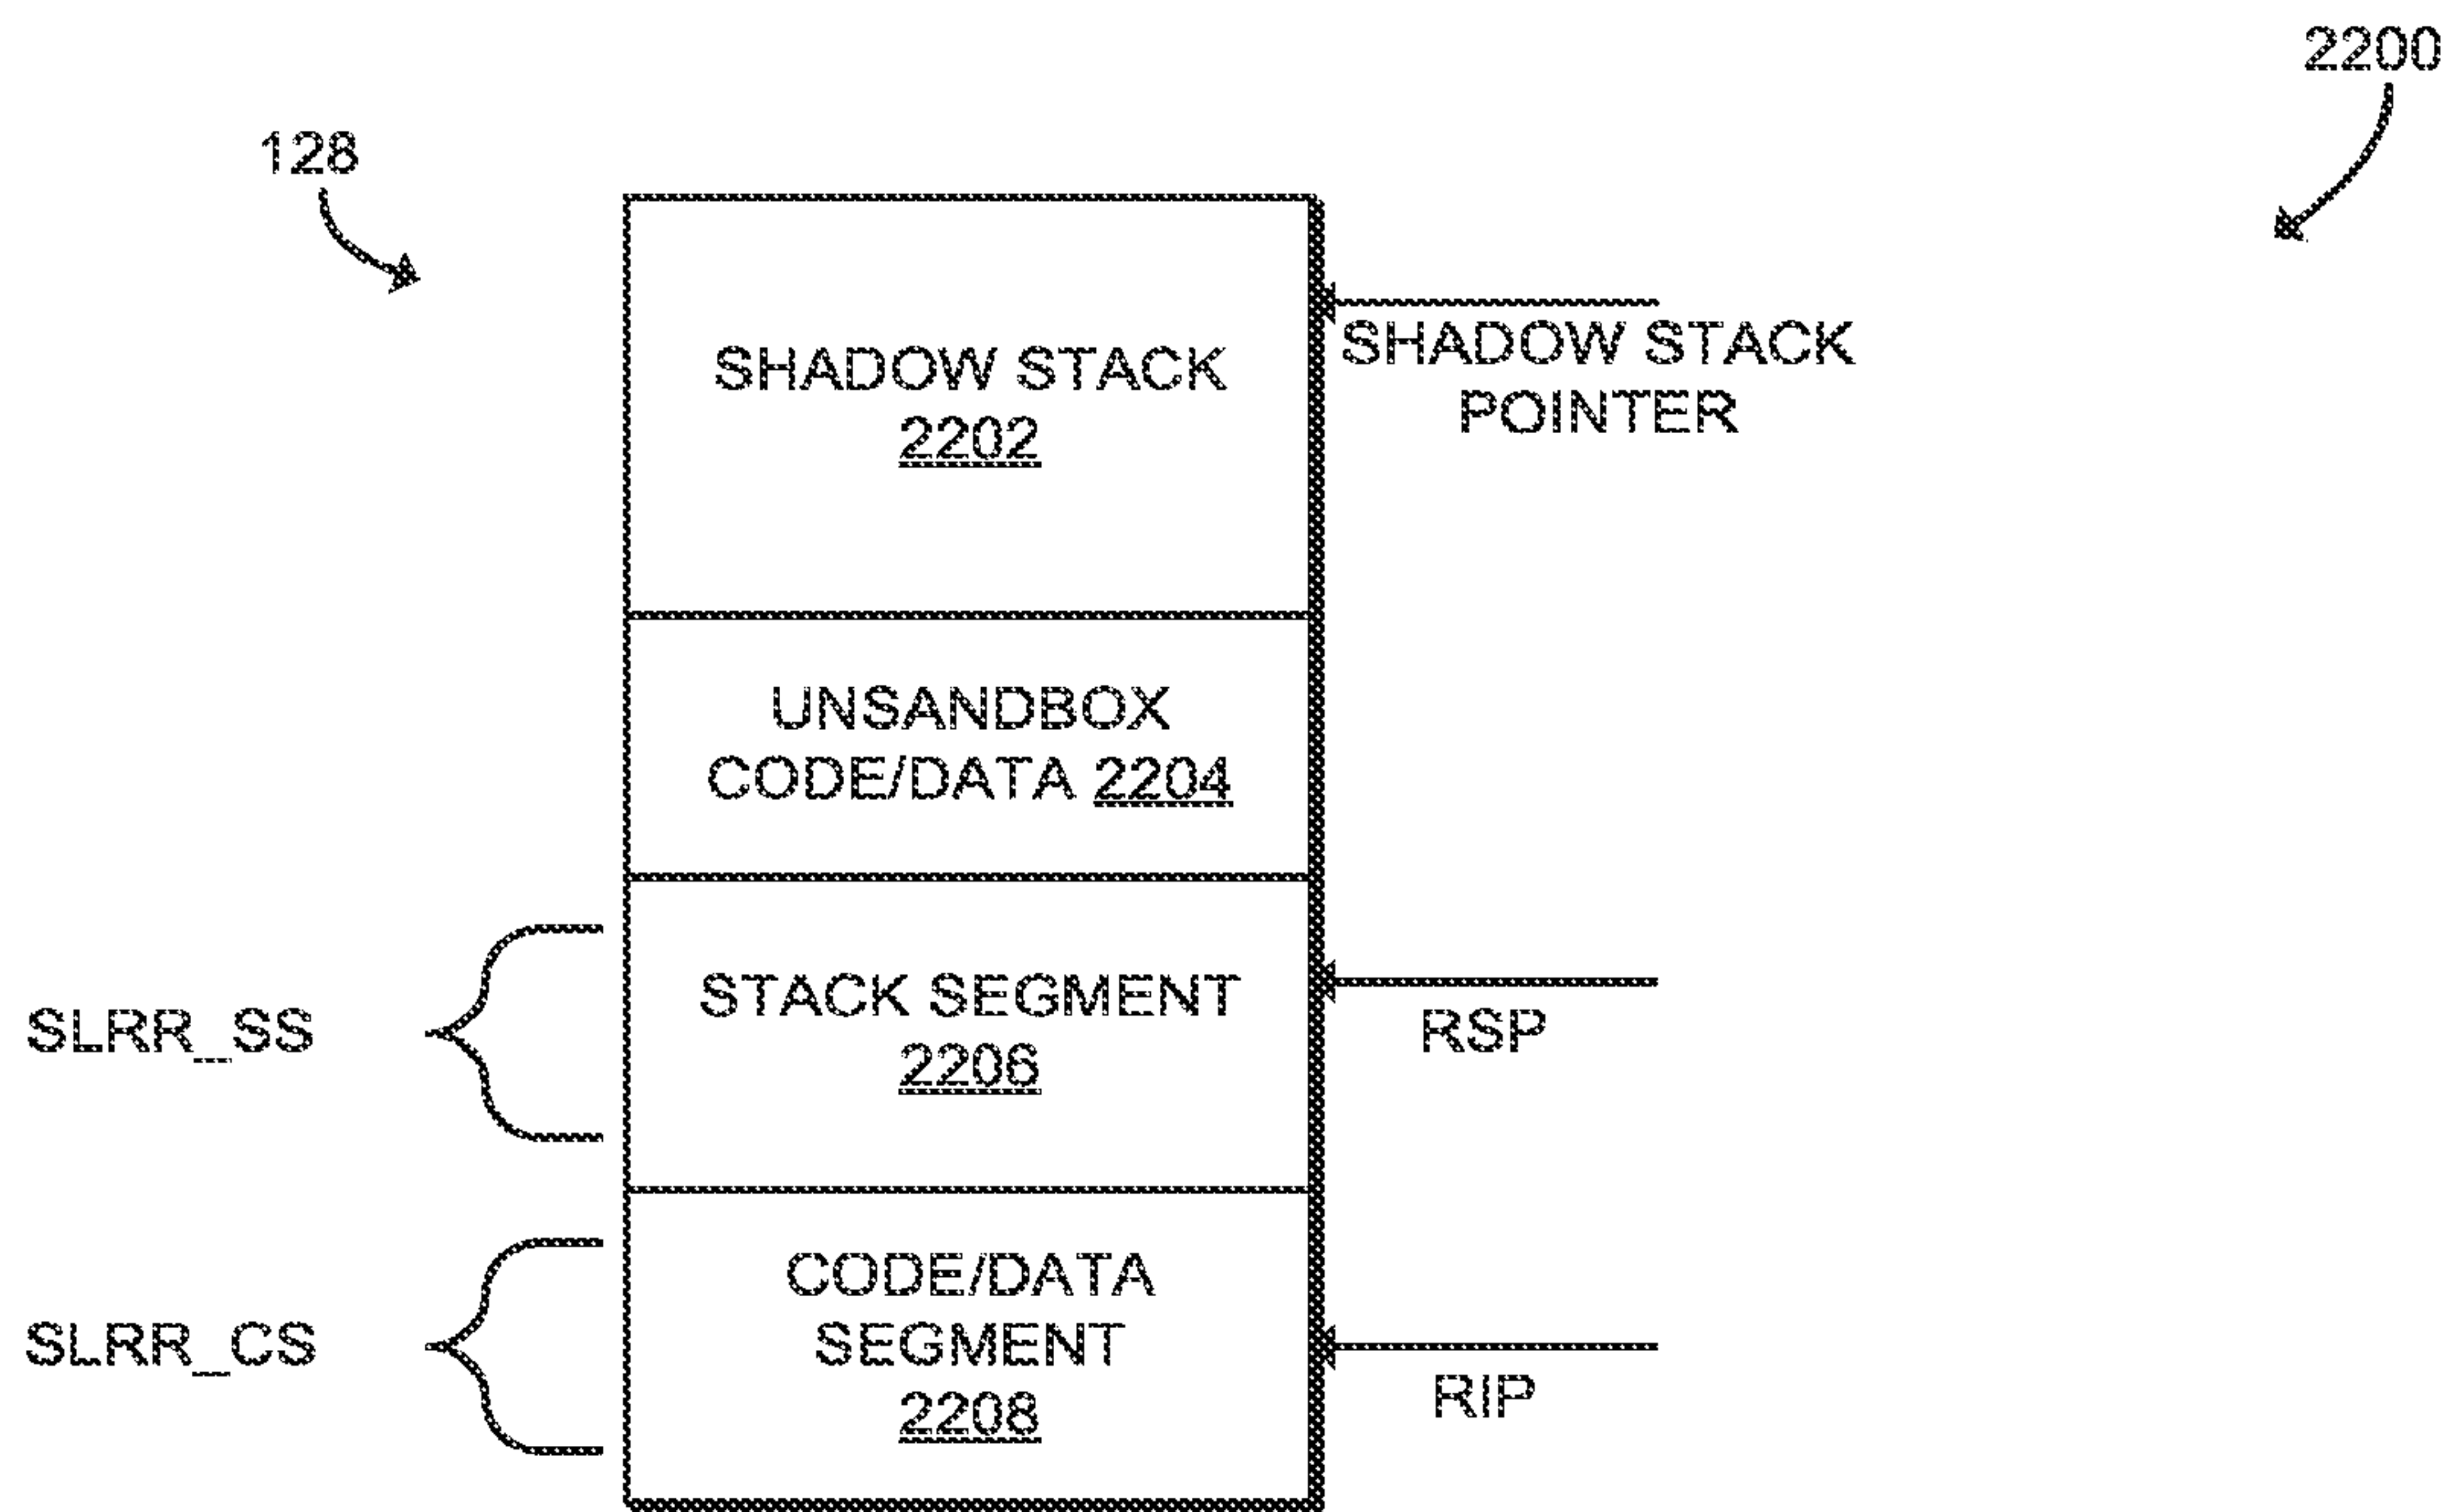 2200
128
SHADOW STACK
2202
SHADOW STACK
POINTER
UNSANDBOX
CODE/DATA 2204
SLRR_SS
STACK SEGMENT
2206
RSP
SLRR_CS
CODE/DATA
SEGMENT
2208
RIP